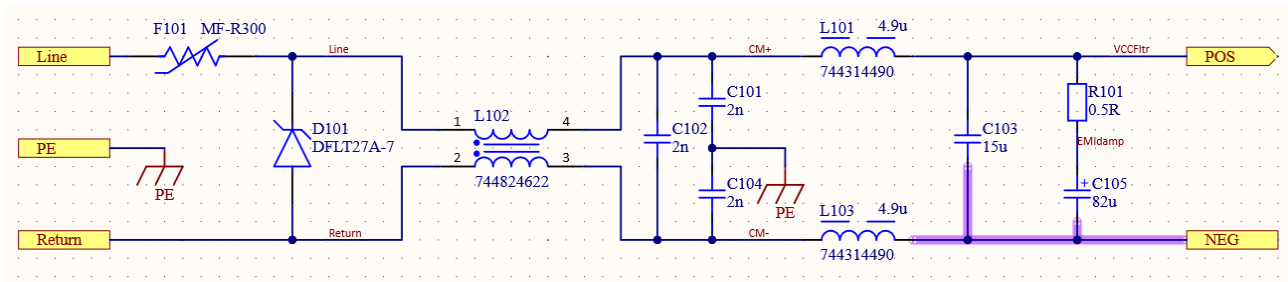 F101 MF-R300
L101 4.9u
Line
Line
CM+
VCCFltr
POS
744314490
C101
2n
R101
0.5R
L102
1 4
D101
DFLT27A-7
C102
2n
C103
15u
EMIdamp
PE
2 3
744824622
C104
2n
+
C105
82u
PE
PE
L103 4.9u
Return
Return
CM-
NEG
744314490